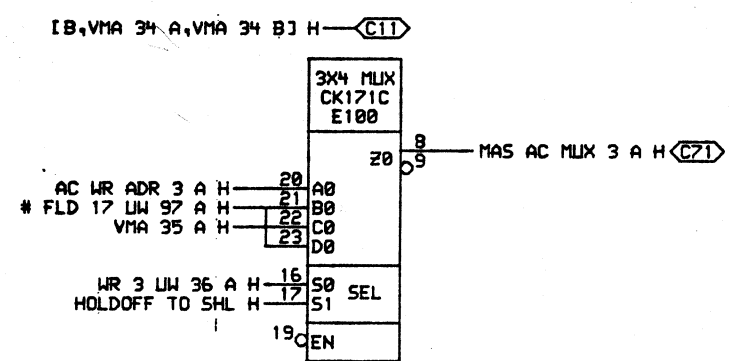 [B,VMA 34 A,VMA 34 B] H C11
3X4 MUX
CK171C
E100
Z0 8 MAS AC MUX 3 A H C71
9
AC WR ADR 3 A H 20 A0
# FLD 17 UW 97 A H 21 B0
VMA 35 A H 22 C0
23 D0
WR 3 UW 36 A H 16 S0 SEL
HOLDOFF TO SHL H 17 S1
19 EN